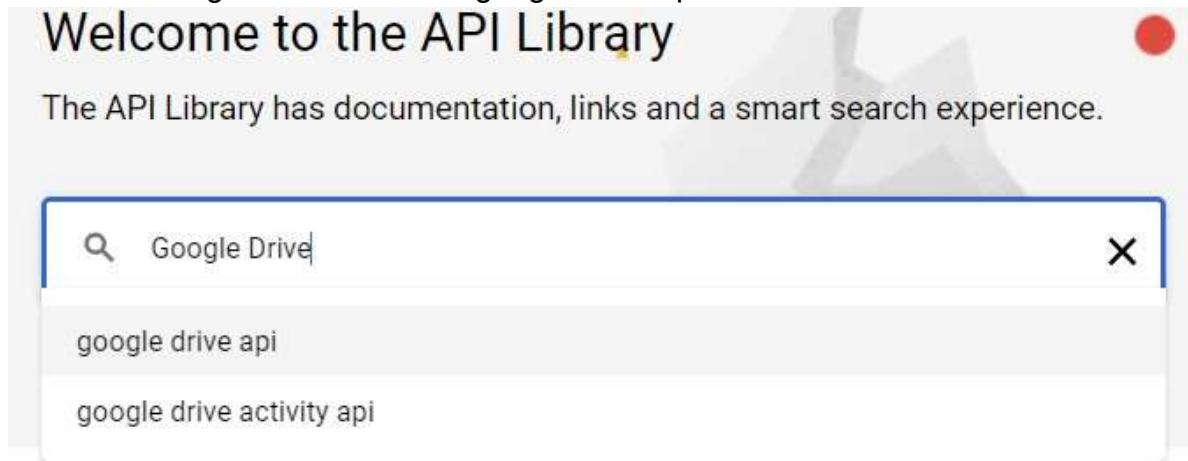 Welcome to the API Library
The API Library has documentation, links and a smart search experience.
Google Drive
google drive api
google drive activity api